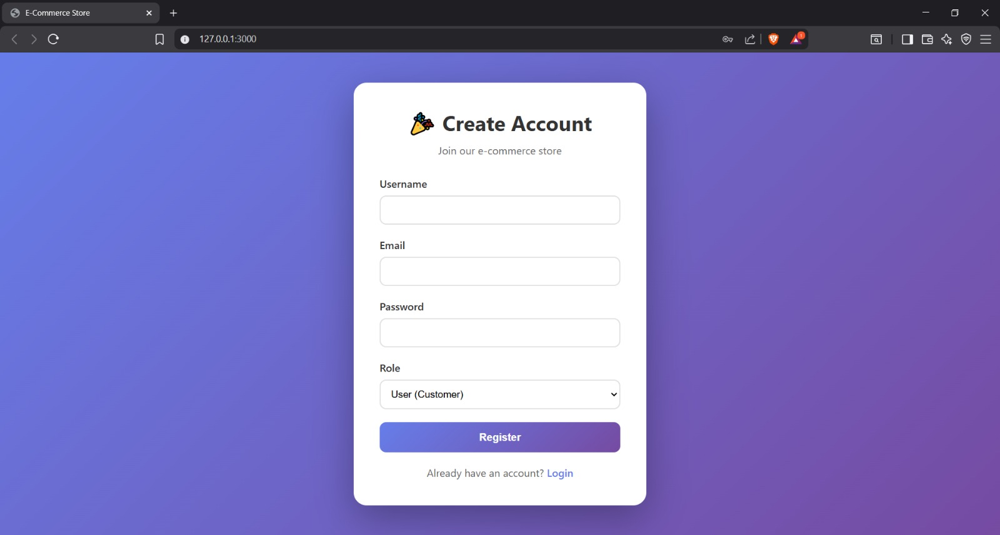 E-Commerce Store
127.0.0.1:3000
1
Create Account
Join our e-commerce store
Username
Email
Password
Role
User (Customer)
Register
Already have an account? Login